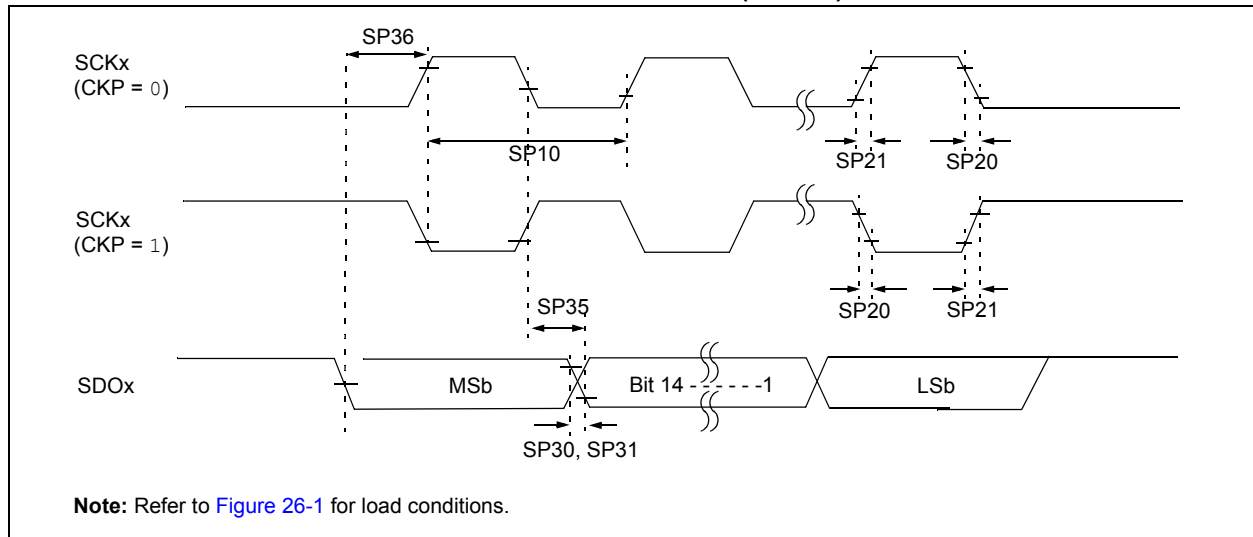 SP36
SCKx
(CKP = 0)
SP10
SP21
SP20
SCKx
(CKP = 1)
SP35
SP20
SP21
SDOx
MSb
Bit 14 - - - - - -1
LSb
SP30, SP31
Note: Refer to Figure 26-1 for load conditions.